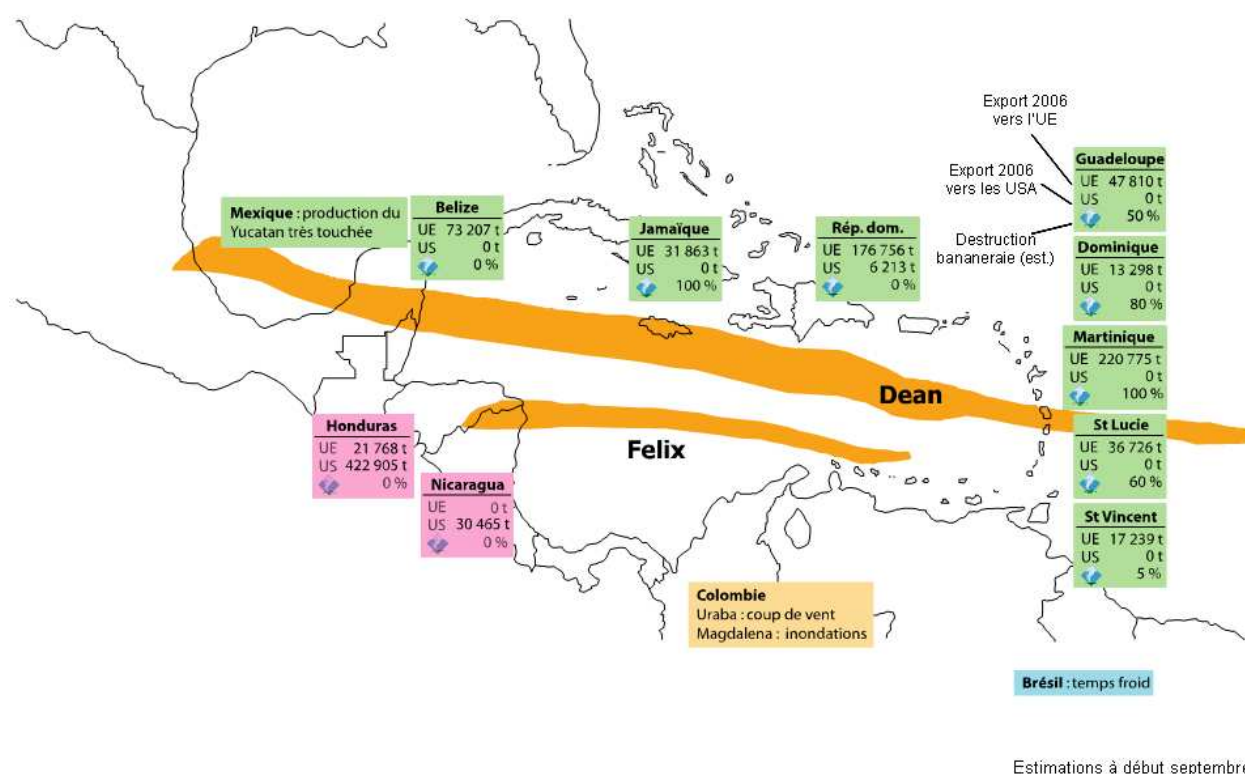 Export 2006
vers l'UE
Export 2006
vers les USA
Destruction
bananeraie (est.)
Guadeloupe
UE 47 810 t
US 0 t
50 %
Mexique : production du
Yucatan très touchée
Belize
UE 73 207 t
US 0 t
0 %
Jamaïque
UE 31 863 t
US 0 t
100 %
Rép. dom.
UE 176 756 t
US 6 213 t
0 %
Dominique
UE 13 298 t
US 0 t
80 %
Martinique
UE 220 775 t
US 0 t
100 %
Dean
Felix
St Lucie
UE 36 726 t
US 0 t
60 %
Honduras
UE 21 768 t
US 422 905 t
0 %
Nicaragua
UE 0 t
US 30 465 t
0 %
St Vincent
UE 17 239 t
US 0 t
5 %
Colombie
Uraba : coup de vent
Magdalena : inondations
Brésil : temps froid
Estimations à début septembre